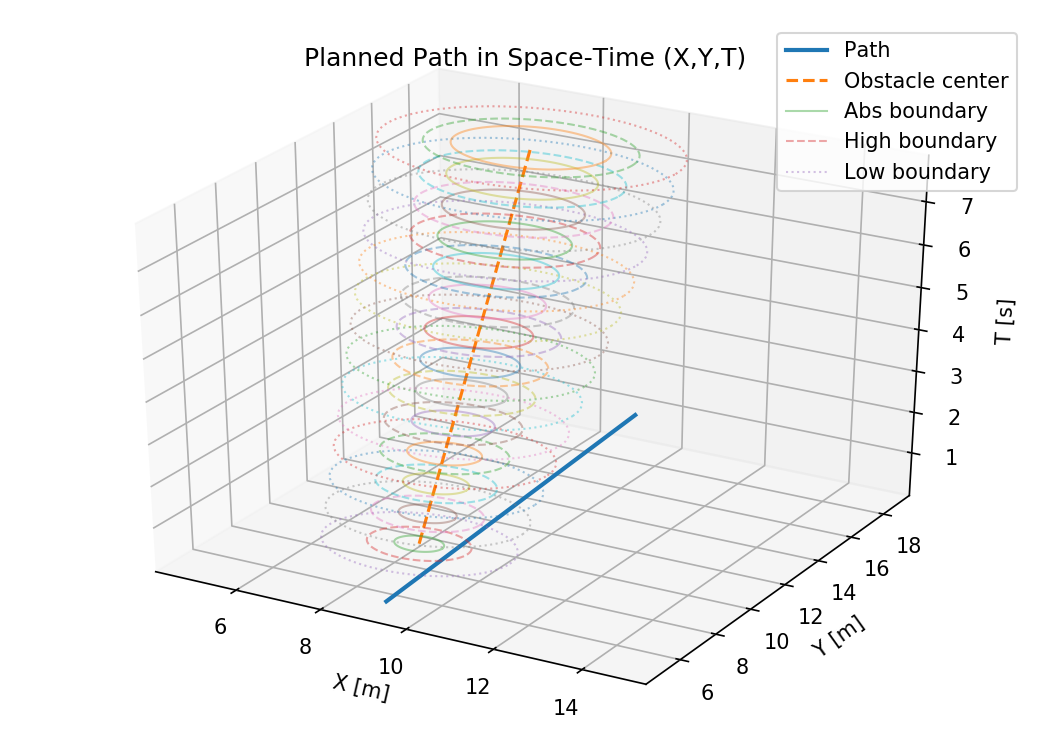 Planned Path in Space-Time (X,Y,T)
Path
Obstacle center
Abs boundary
High boundary
Low boundary
7
6
5
4
3
2
1
T [s]
18
16
14
12
10
8
6
Y [m]
6
8
10
12
14
X [m]